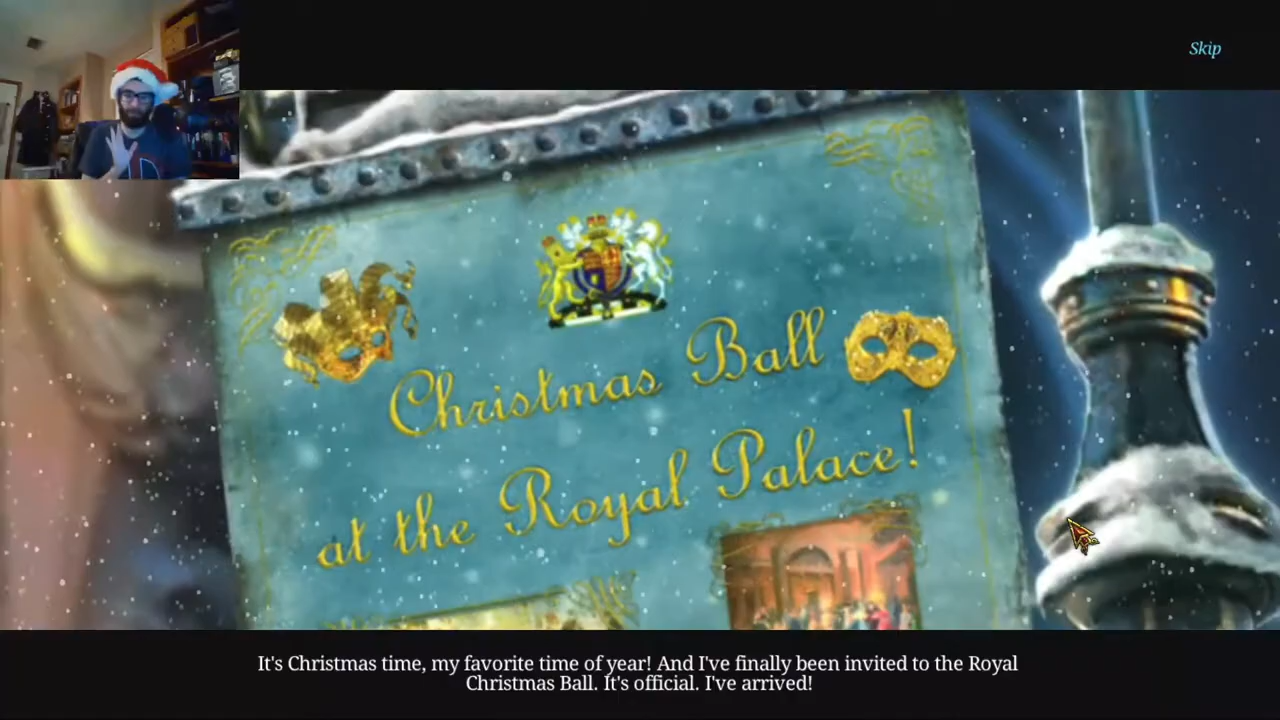 Skip
Christmas Ball
at the Royal Palace!
It's Christmas time, my favorite time of year! And I've finally been invited to the Royal
Christmas Ball. It's official. I've arrived!